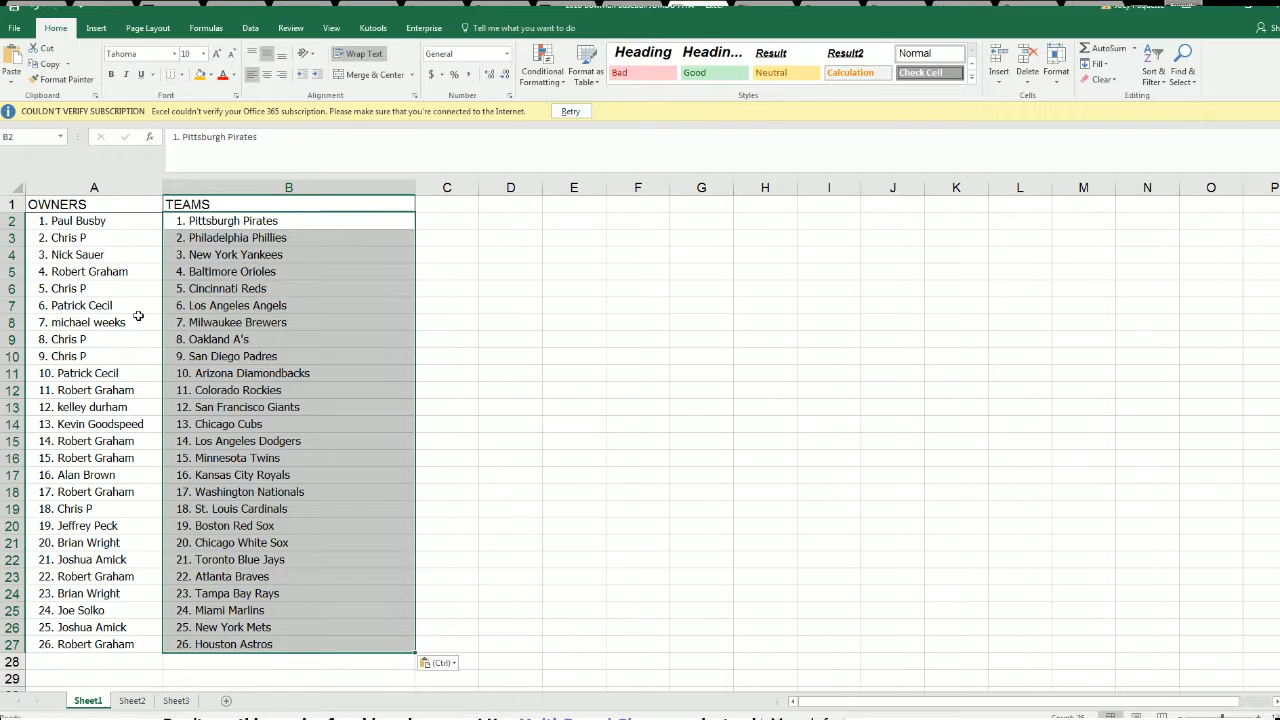 File Home Insert Page Layout Formulas Data Review View Kutools Enterprise Tell me what you want to do
Cut Tahoma 10 Wrap Text General Heading Headin... Result Result2 Normal AutoSum
Copy Bad Good Neutral Calculation Check Cell Fill
Paste Format Painter Merge & Center Conditional Formatting Format as Table Insert Delete Format Clear Sort & Filter Find & Select
Clipboard Font Alignment Number Styles Cells Editing
COULDN'T VERIFY SUBSCRIPTION Excel couldn't verify your Office 365 subscription. Please make sure that you're connected to the Internet. Retry
B2 fx 1. Pittsburgh Pirates
A B C D E F G H I J K L M N O P
1 OWNERS TEAMS
2 1. Paul Busby 1. Pittsburgh Pirates
3 2. Chris P 2. Philadelphia Phillies
4 3. Nick Sauer 3. New York Yankees
5 4. Robert Graham 4. Baltimore Orioles
6 5. Chris P 5. Cincinnati Reds
7 6. Patrick Cecil 6. Los Angeles Angels
8 7. michael weeks 7. Milwaukee Brewers
9 8. Chris P 8. Oakland A's
10 9. Chris P 9. San Diego Padres
11 10. Patrick Cecil 10. Arizona Diamondbacks
12 11. Robert Graham 11. Colorado Rockies
13 12. kelley durham 12. San Francisco Giants
14 13. Kevin Goodspeed 13. Chicago Cubs
15 14. Robert Graham 14. Los Angeles Dodgers
16 15. Robert Graham 15. Minnesota Twins
17 16. Alan Brown 16. Kansas City Royals
18 17. Robert Graham 17. Washington Nationals
19 18. Chris P 18. St. Louis Cardinals
20 19. Jeffrey Peck 19. Boston Red Sox
21 20. Brian Wright 20. Chicago White Sox
22 21. Joshua Amick 21. Toronto Blue Jays
23 22. Robert Graham 22. Atlanta Braves
24 23. Brian Wright 23. Tampa Bay Rays
25 24. Joe Solko 24. Miami Marlins
26 25. Joshua Amick 25. New York Mets
27 26. Robert Graham 26. Houston Astros
28 (Ctrl)
29
Sheet1 Sheet2 Sheet3